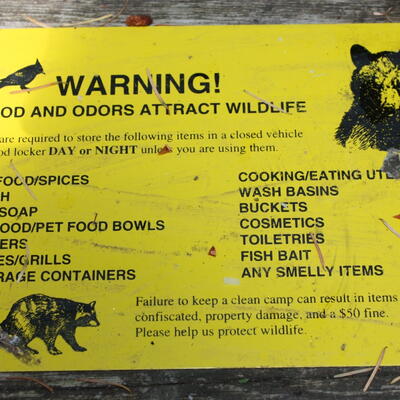 WARNING!
OOD AND ODORS ATTRACT WILDLIFE
are required to store the following items in a closed vehicle
od locker DAY or NIGHT unless you are using them.
FOOD/SPICES
H
SOAP
OOD/PET FOOD BOWLS
ERS
ES/GRILLS
RAGE CONTAINERS
COOKING/EATING UTE
WASH BASINS
BUCKETS
COSMETICS
TOILETRIES
FISH BAIT
ANY SMELLY ITEMS
Failure to keep a clean camp can result in items
confiscated, property damage, and a $50 fine.
Please help us protect wildlife.